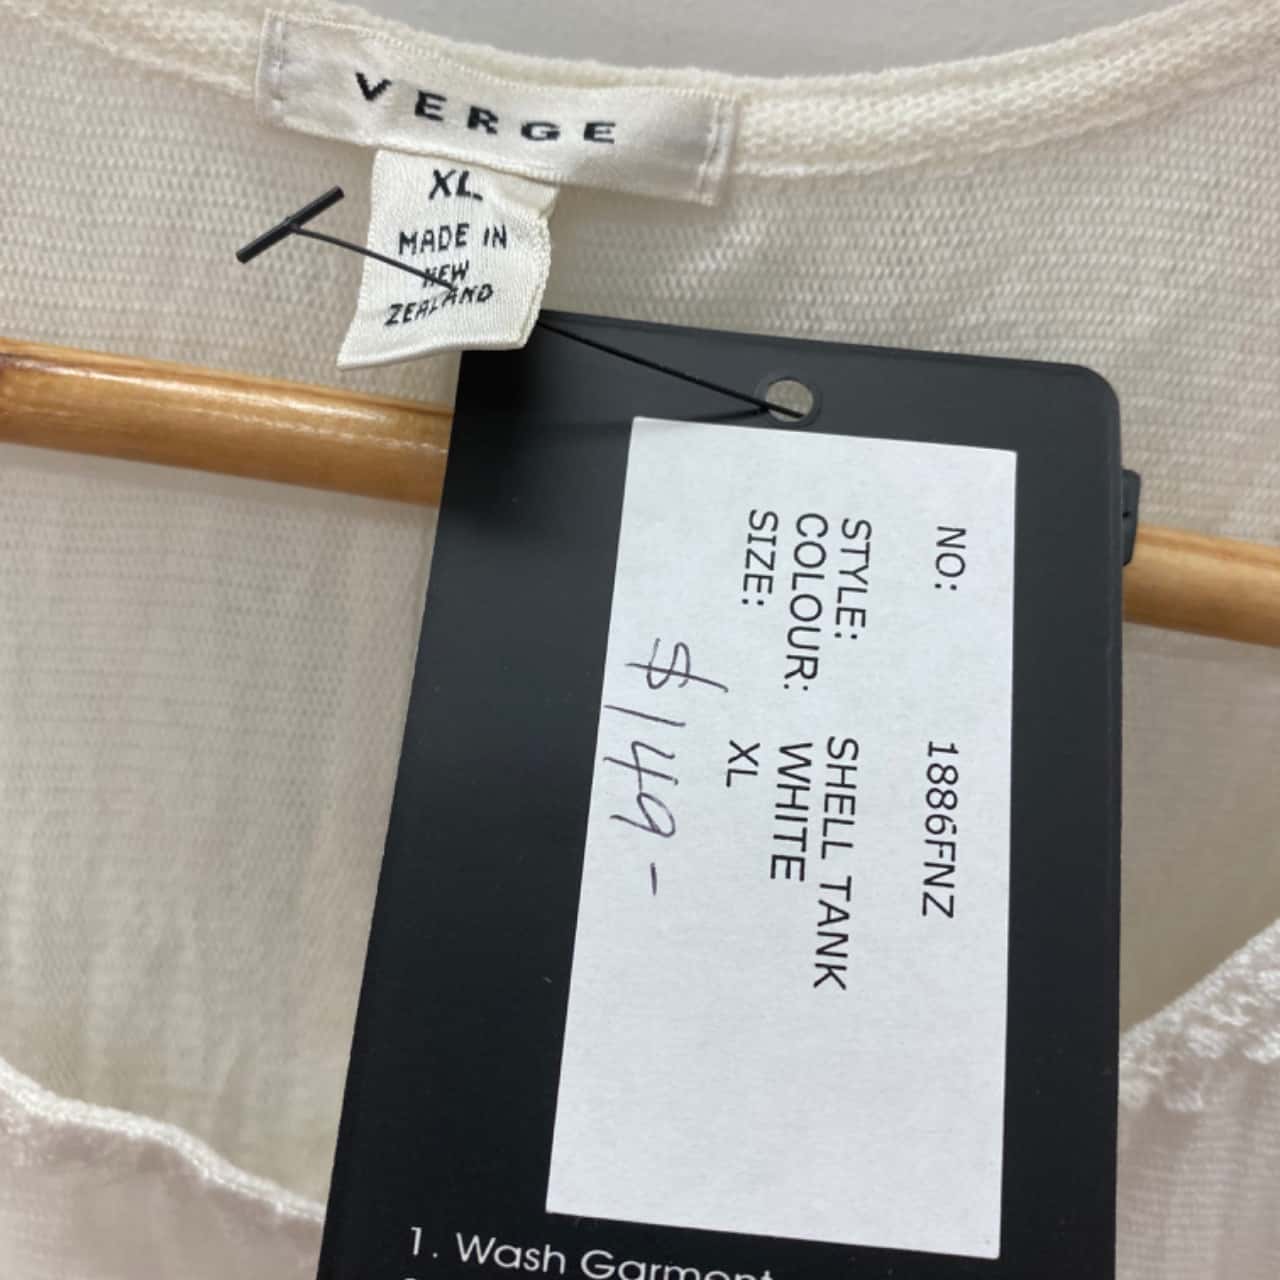 VERGE
XL
MADE IN
NEW
ZEALAND
NO: 1886FNZ
STYLE: SHELL TANK
COLOUR: WHITE
SIZE: XL
$149-
1. Wash Garment